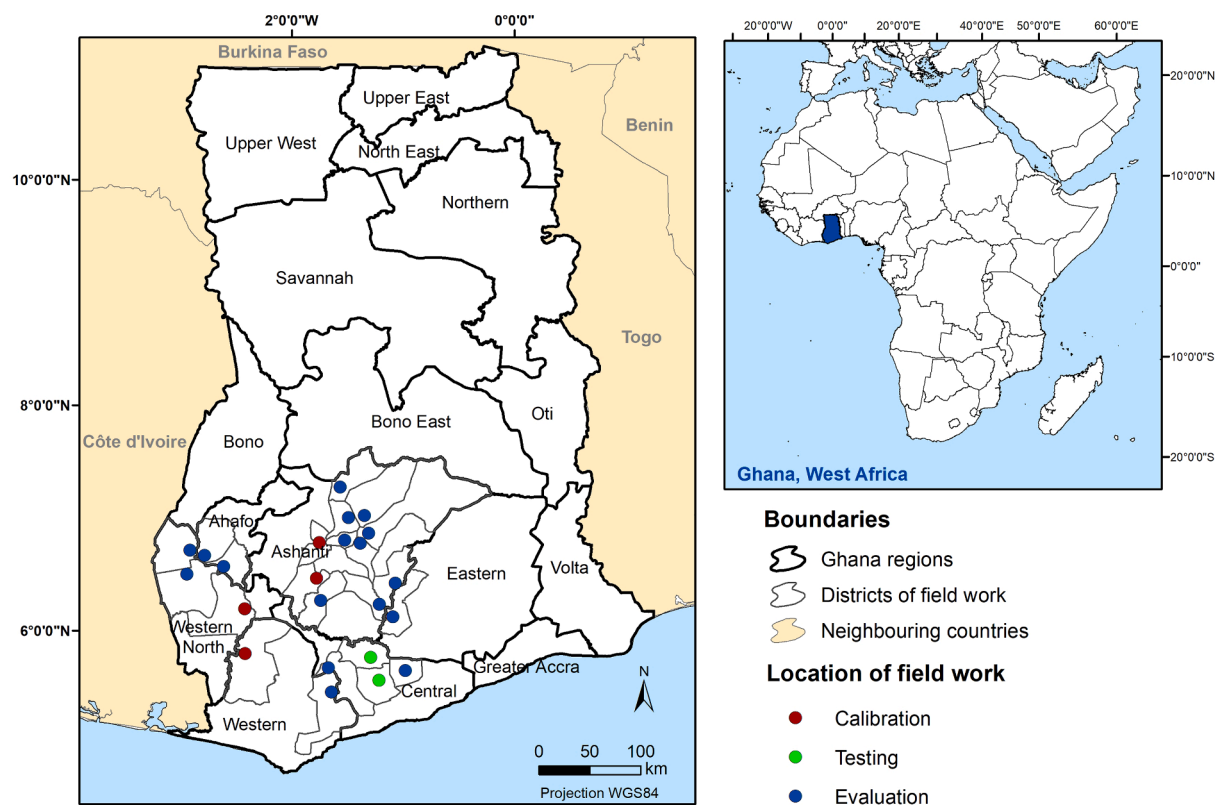 2°0'0"W
0°0'0"
Burkina Faso
Upper East
Upper West
North East
Benin
10°0'0"N
Northern
Savannah
Togo
8°0'0"N
Bono East
Oti
Côte d'Ivoire
Bono
Ahafo
Ashanti
Eastern
Volta
6°0'0"N
Western
North
Greater Accra
Central
Western
N
0 50 100
km
Projection WGS84
20°0'0"W 0°0'0" 20°0'0"E 40°0'0"E 50°0'0"E 60°0'0"E
20°0'0"N
10°0'0"N
0°0'0"
10°0'0"S
20°0'0"S
Ghana, West Africa
Boundaries
Ghana regions
Districts of field work
Neighbouring countries
Location of field work
Calibration
Testing
Evaluation